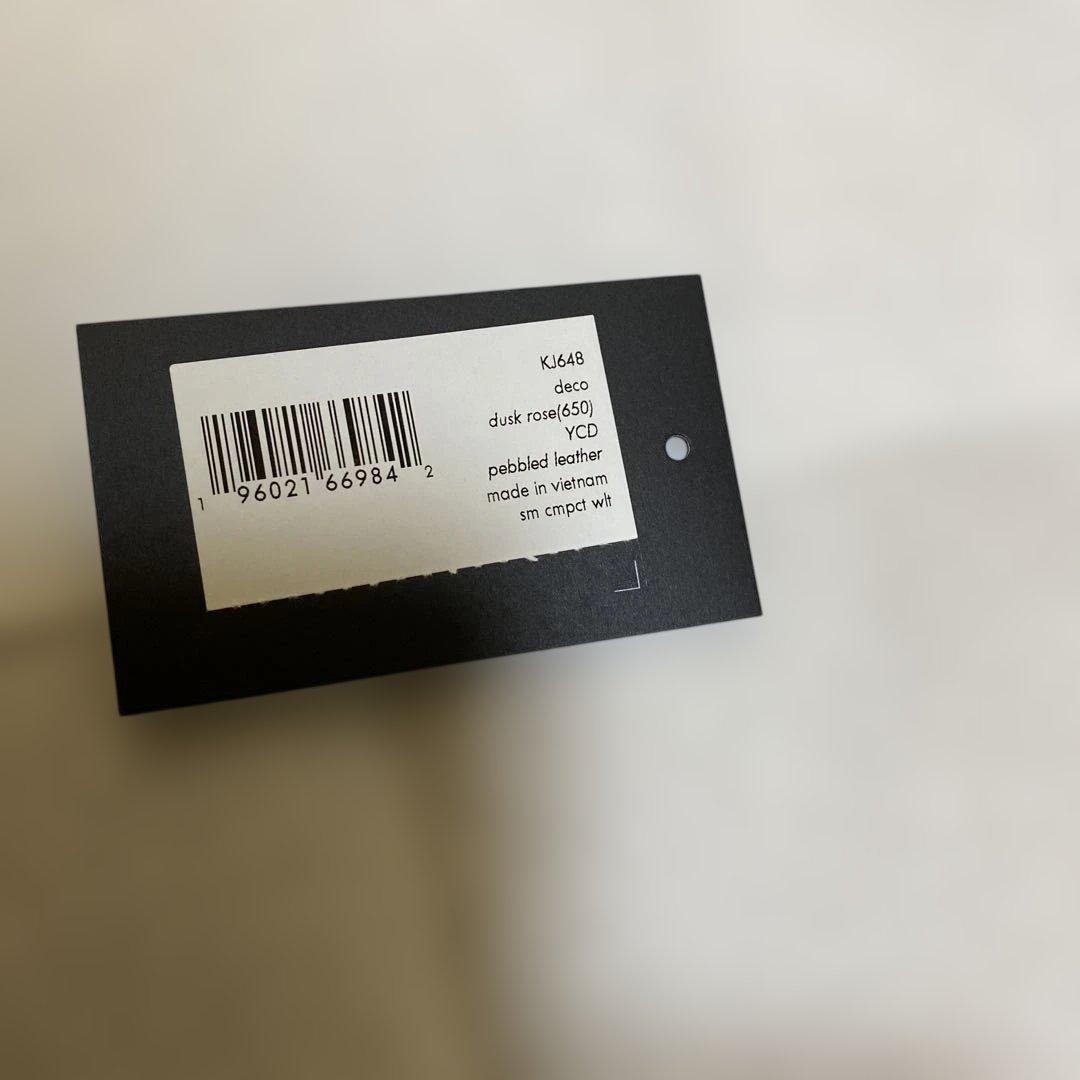 KJ648
deco
dusk rose(650)
YCD
pebbled leather
made in vietnam
sm cmpct wlt
1 96021 66984 2